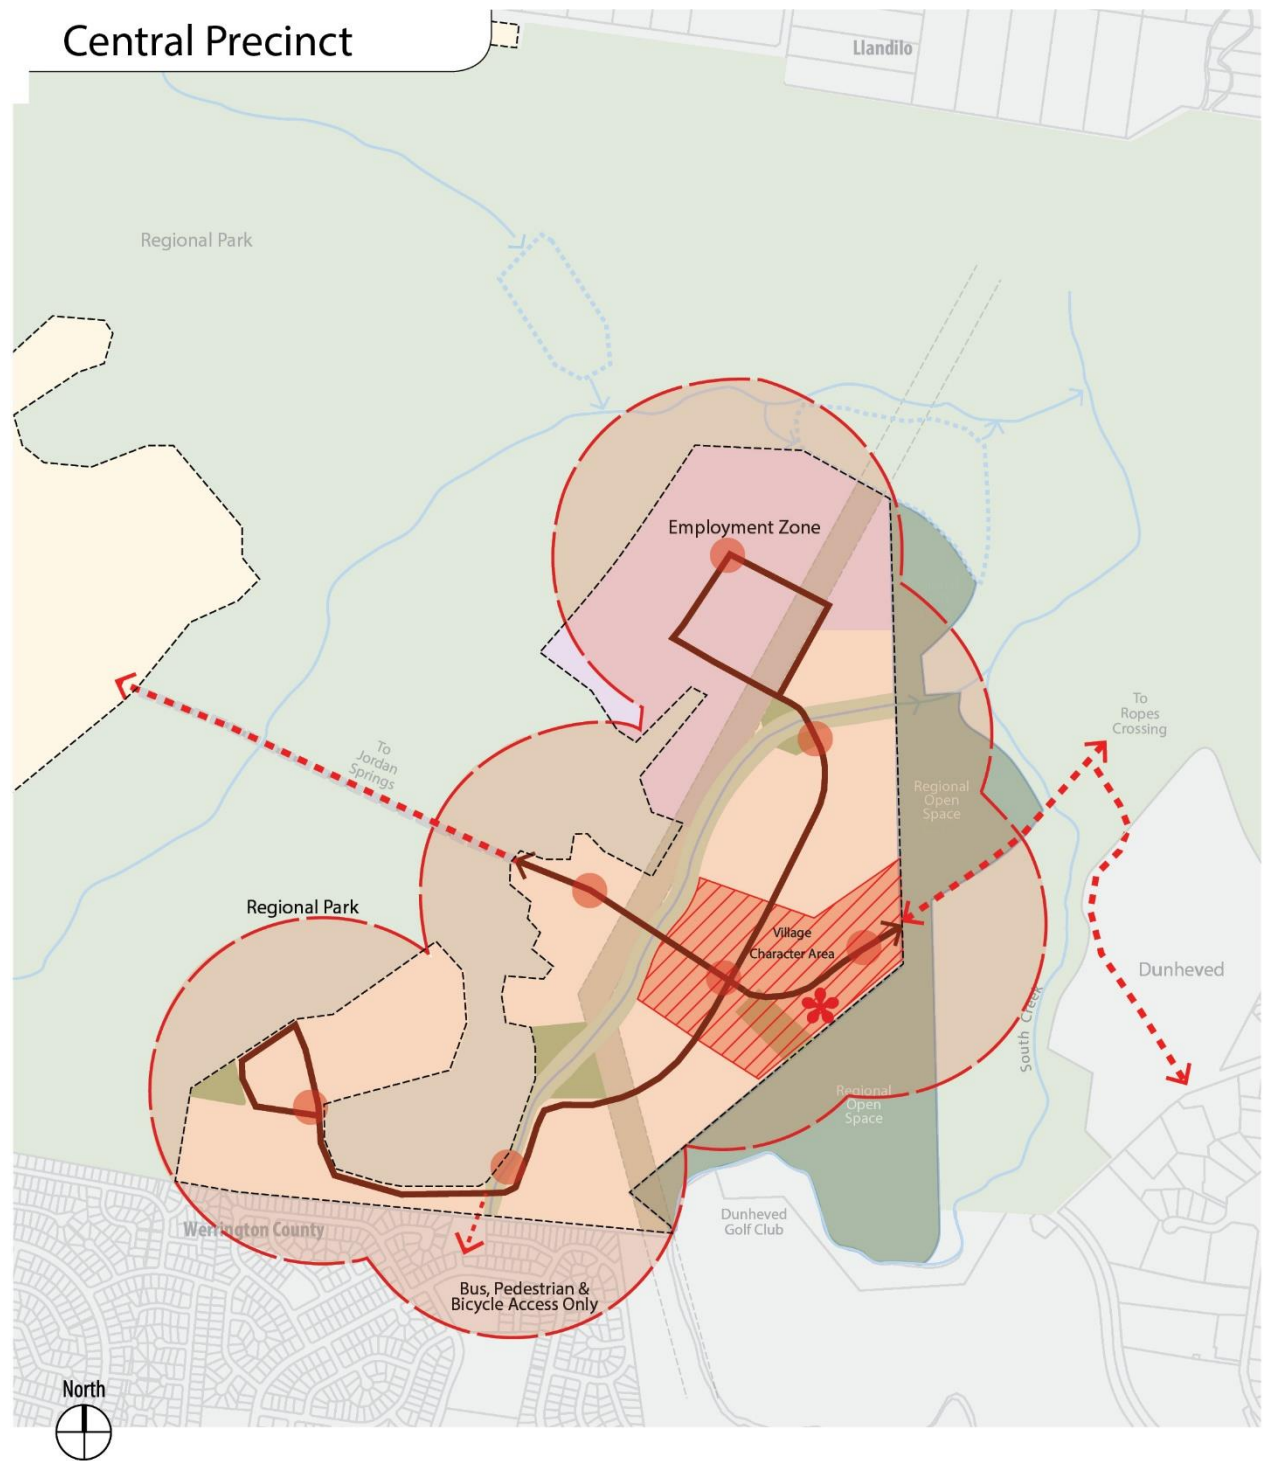 Central Precinct
Llandilo
Regional Park
Employment Zone
To
Ropes
Crossing
To
Jordan
Springs
Regional
Open
Space
Regional Park
Village
Character Area
Dunheved
South Creek
Regional
Open
Space
Dunheved
Golf Club
Werrington County
Bus, Pedestrian &
Bicycle Access Only
North